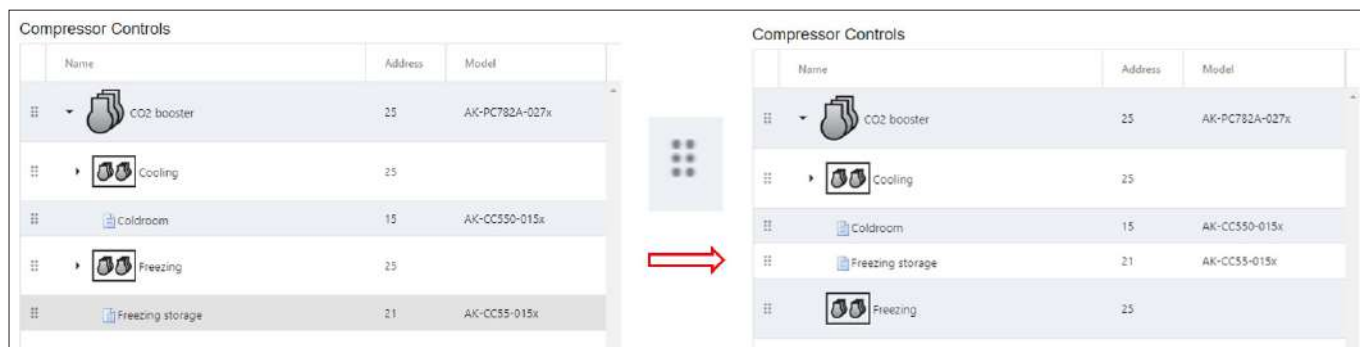 Compressor Controls
Name Address Model
CO2 booster 25 AK-PC782A-027x
Cooling 25
Coldroom 15 AK-CC550-015x
Freezing 25
Freezing storage 21 AK-CC55-015x
Compressor Controls
Name Address Model
CO2 booster 25 AK-PC782A-027x
Cooling 25
Coldroom 15 AK-CC550-015x
Freezing storage 21 AK-CC55-015x
Freezing 25